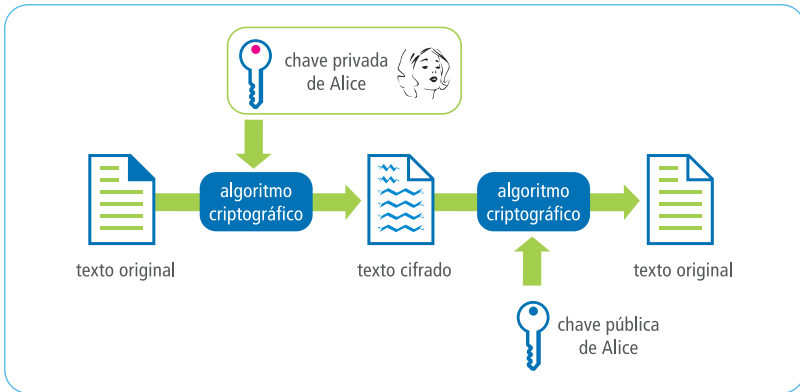 chave privada
de Alice
algoritmo
criptográfico
algoritmo
criptográfico
texto original
texto cifrado
texto original
chave pública
de Alice